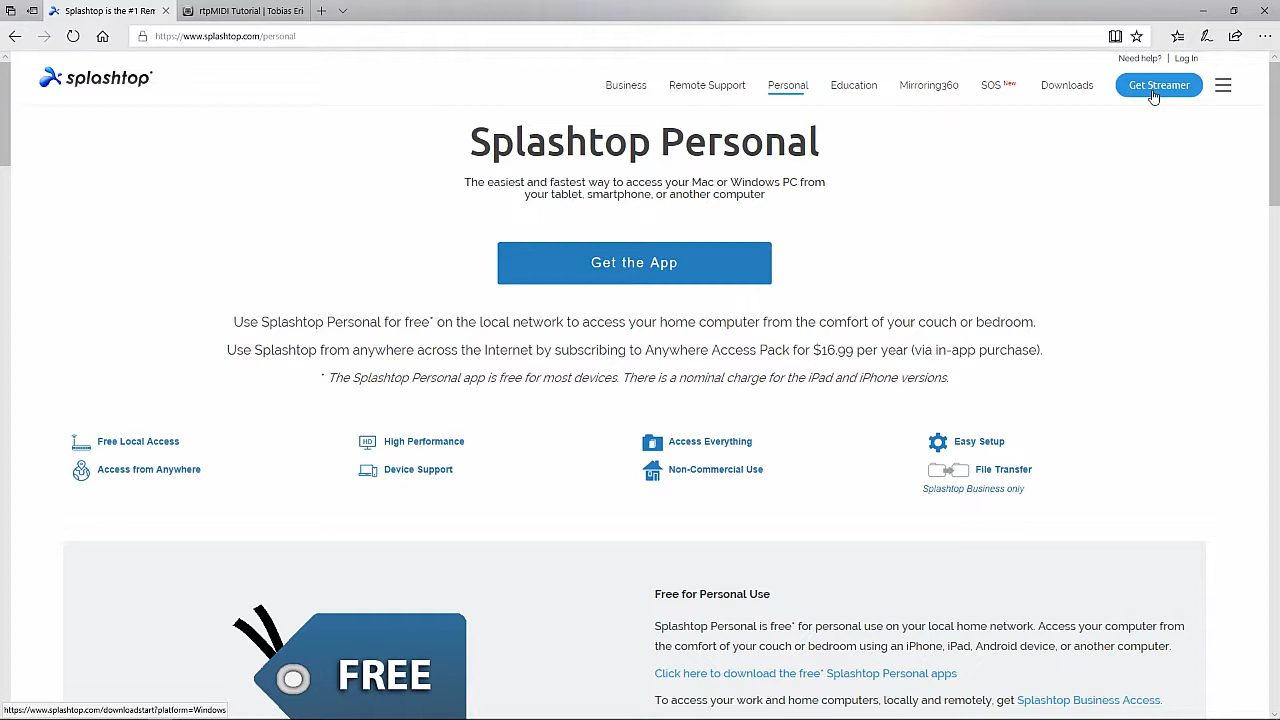 Splashtop is the #1 Rem
rtpMIDI Tutorial | Tobias Eri
https://www.splashtop.com/personal
Need help? | Log In
splashtop
Business Remote Support Personal Education Mirroring360 SOS New Downloads Get Streamer
Splashtop Personal
The easiest and fastest way to access your Mac or Windows PC from
your tablet, smartphone, or another computer
Get the App
Use Splashtop Personal for free* on the local network to access your home computer from the comfort of your couch or bedroom.
Use Splashtop from anywhere across the Internet by subscribing to Anywhere Access Pack for $16.99 per year (via in-app purchase).
* The Splashtop Personal app is free for most devices. There is a nominal charge for the iPad and iPhone versions.
Free Local Access
HD High Performance
Access Everything
Easy Setup
Access from Anywhere
Device Support
Non-Commercial Use
File Transfer
Splashtop Business only
Free for Personal Use
Splashtop Personal is free* for personal use on your local home network. Access your computer from
the comfort of your couch or bedroom using an iPhone, iPad, Android device, or another computer.
FREE
Click here to download the free* Splashtop Personal apps
To access your work and home computers, locally and remotely, get Splashtop Business Access.
https://www.splashtop.com/downloadstart?platform=Windows